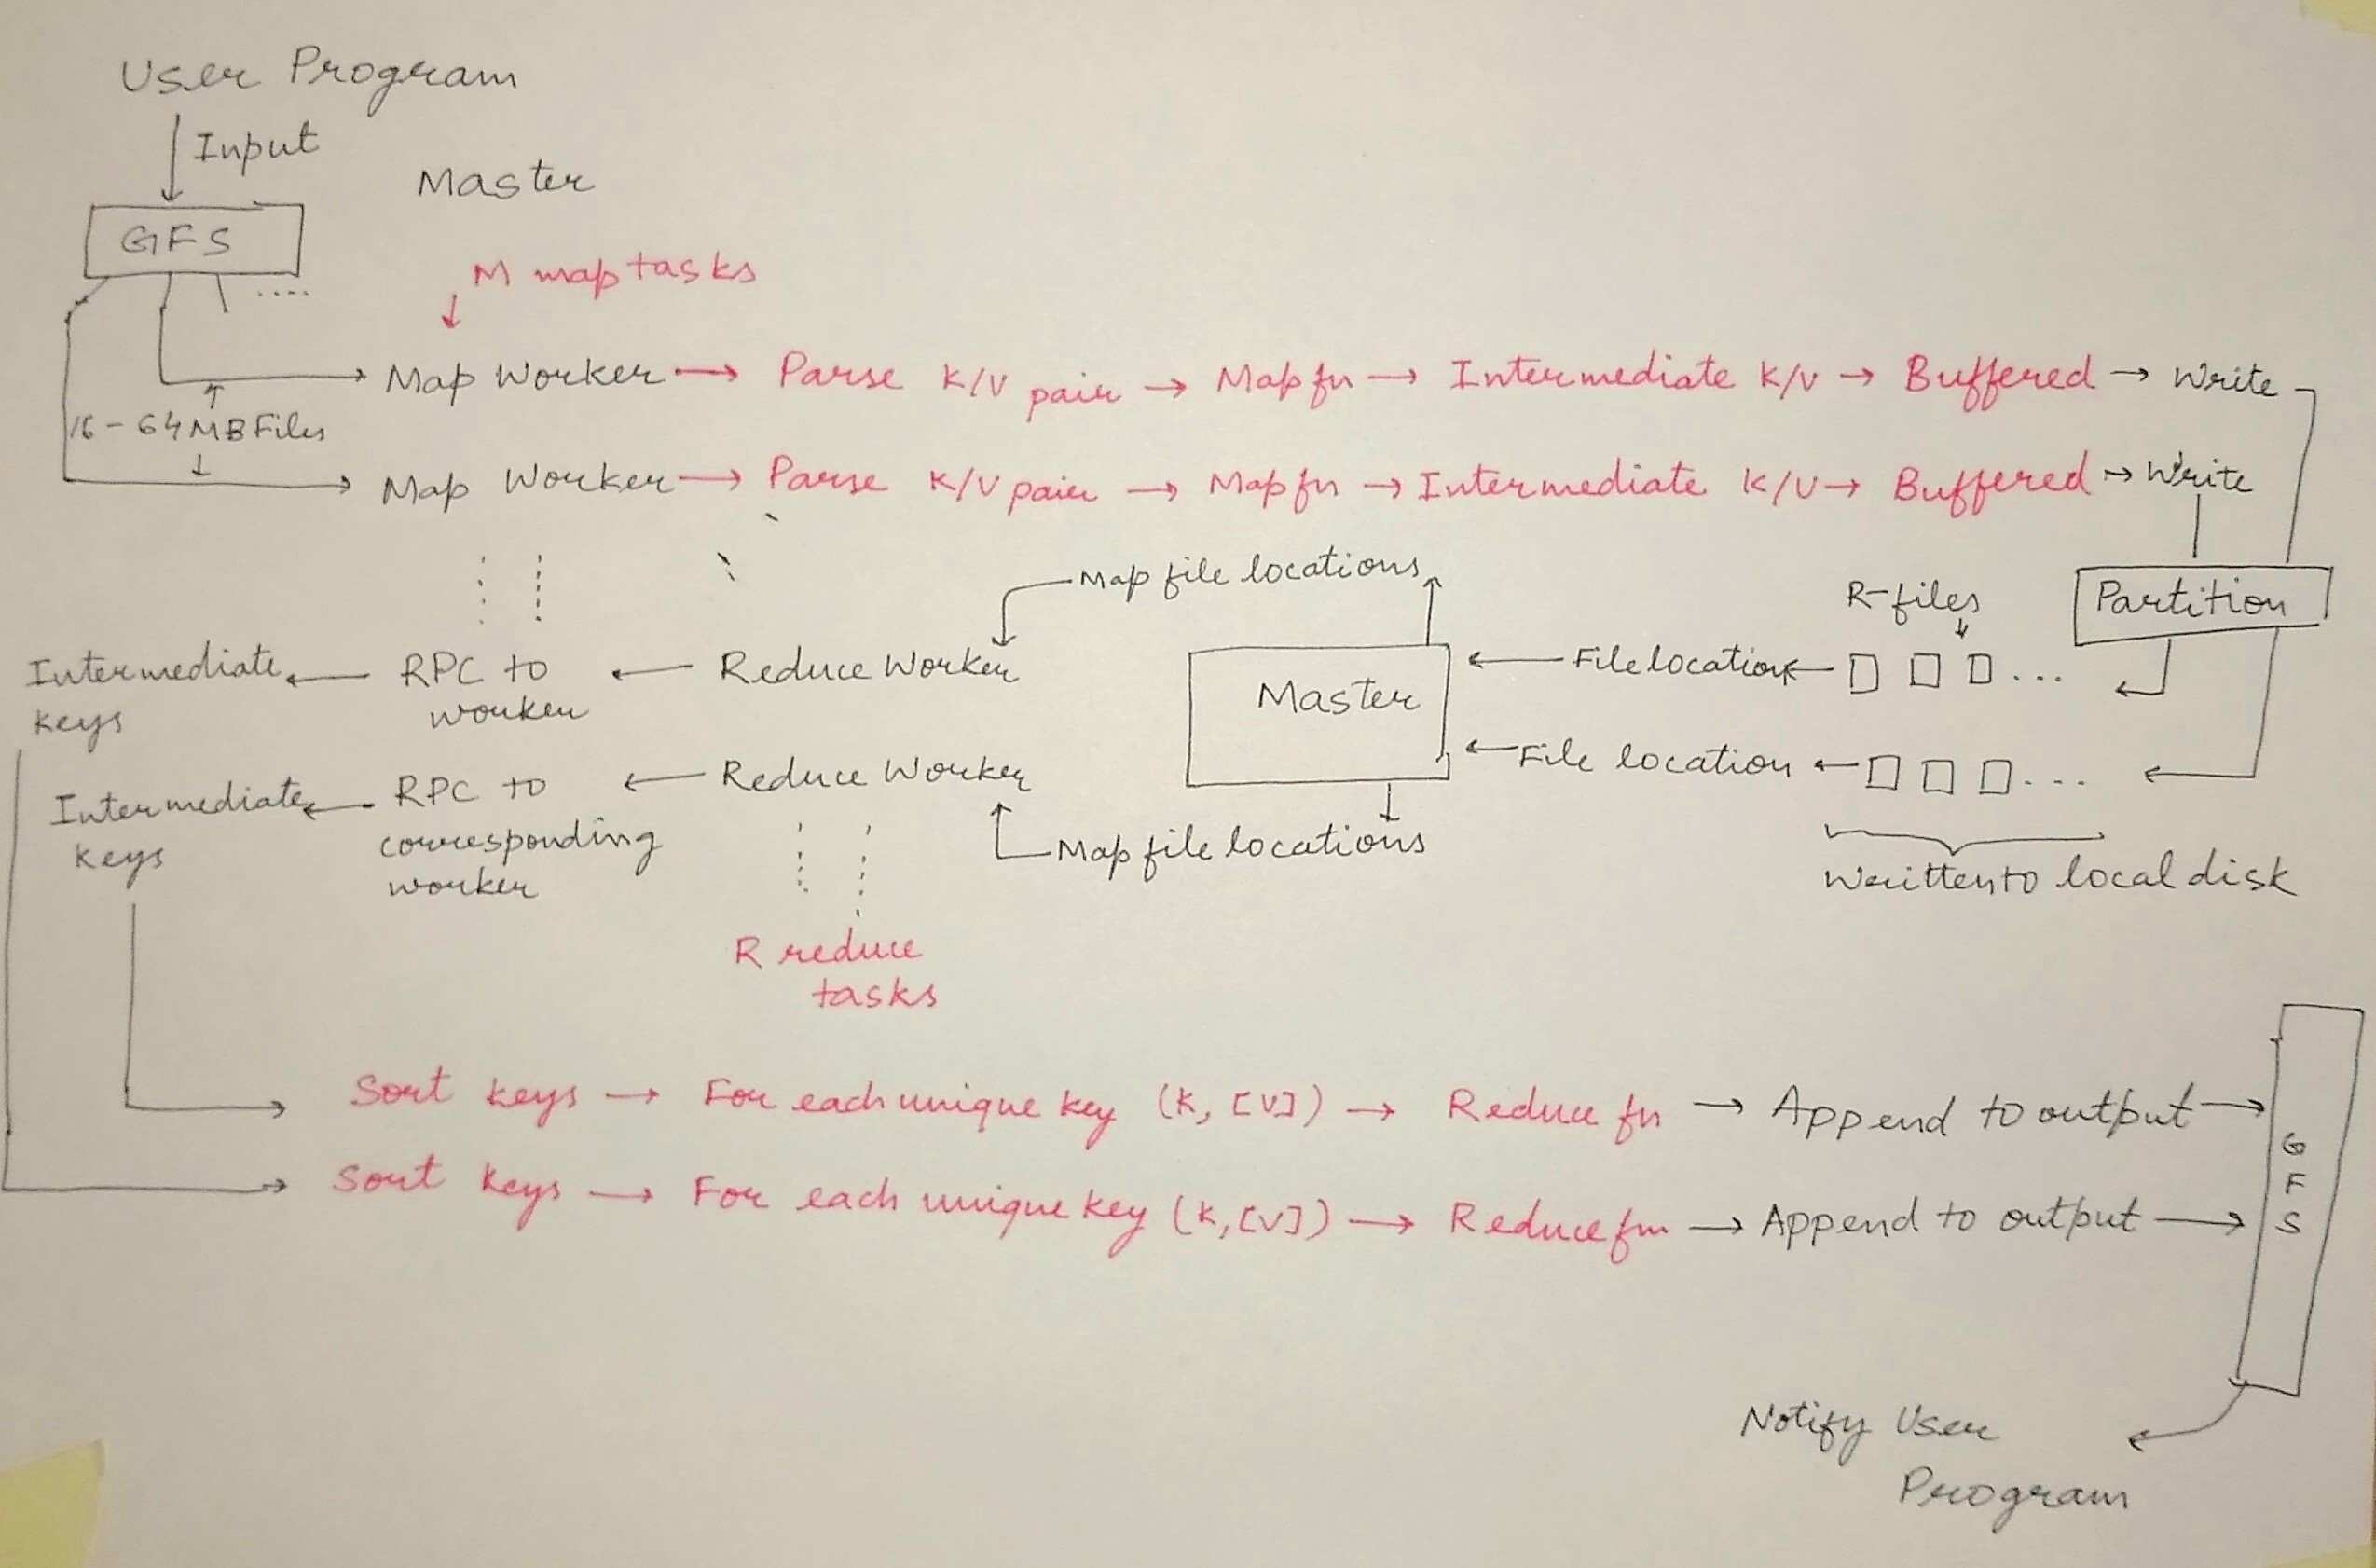 User Program
Input
Master
GFS
M map tasks
Map Worker → Parse K/V pair → Map fn → Intermediate K/V → Buffered → Write
16-64MB Files
Map Worker → Parse K/V pair → Map fn → Intermediate K/V → Buffered → Write
Map file locations
R-files
Partition
Intermediate keys ← RPC to worker ← Reduce Worker
Master ← File location ← ...
Intermediate keys ← RPC to corresponding worker ← Reduce Worker
← File location ← ...
Map file locations
Written to local disk
R reduce
tasks
Sort keys → For each unique key (K, [V]) → Reduce fn → Append to output →
Sort keys → For each unique key (K, [V]) → Reduce fn → Append to output →
GFS
Notify User
Program